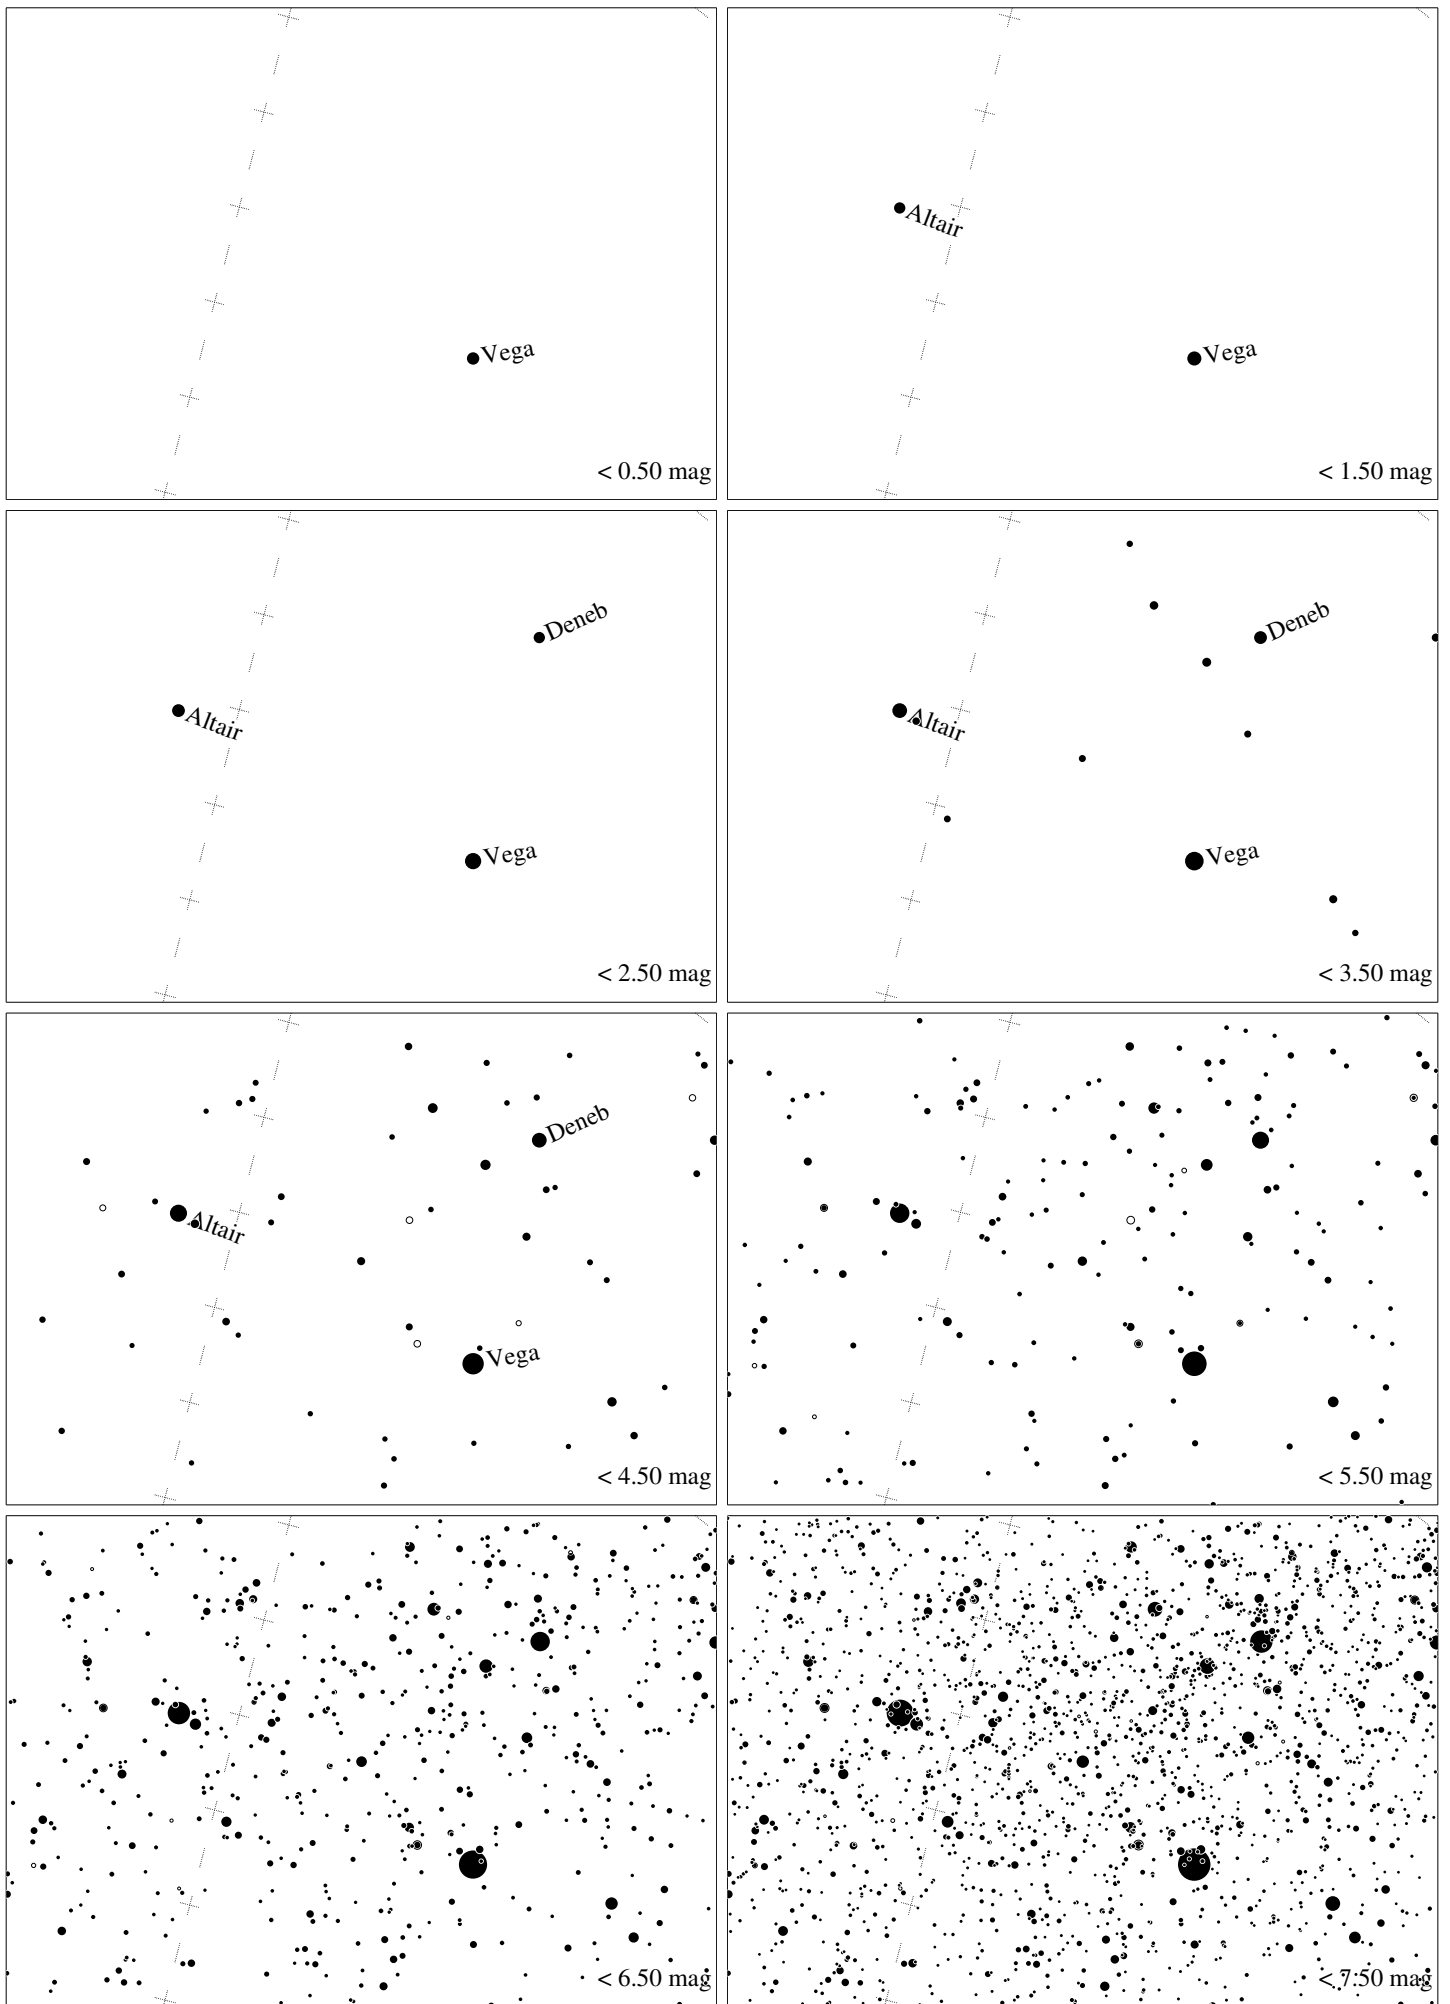 Vega
< 0.50 mag
Altair
Vega
< 1.50 mag
Deneb
Altair
Vega
< 2.50 mag
Deneb
Altair
Vega
< 3.50 mag
Deneb
Altair
Vega
< 4.50 mag
< 5.50 mag
< 6.50 mag
< 7.50 mag